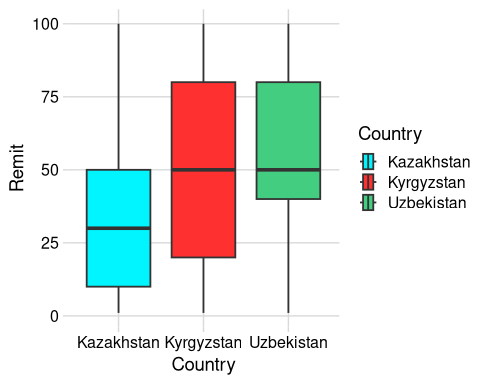 100
75
50
25
0
Remit
Kazakhstan Kyrgyzstan Uzbekistan
Country
Country
Kazakhstan
Kyrgyzstan
Uzbekistan